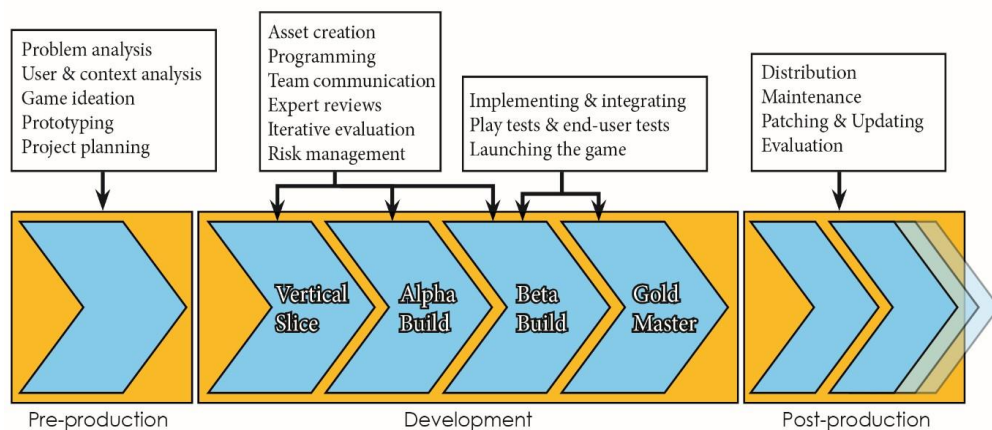 Problem analysis
User & context analysis
Game ideation
Prototyping
Project planning
Asset creation
Programming
Team communication
Expert reviews
Iterative evaluation
Risk management
Implementing & integrating
Play tests & end-user tests
Launching the game
Distribution
Maintenance
Patching & Updating
Evaluation
Vertical
Slice
Alpha
Build
Beta
Build
Gold
Master
Pre-production
Development
Post-production